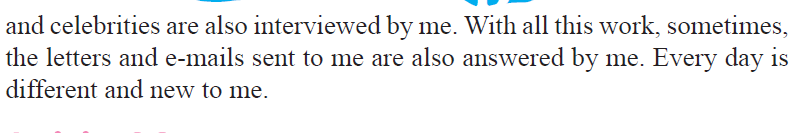 and celebrities are also interviewed by me. With all this work, sometimes,
the letters and e-mails sent to me are also answered by me. Every day is
different and new to me.